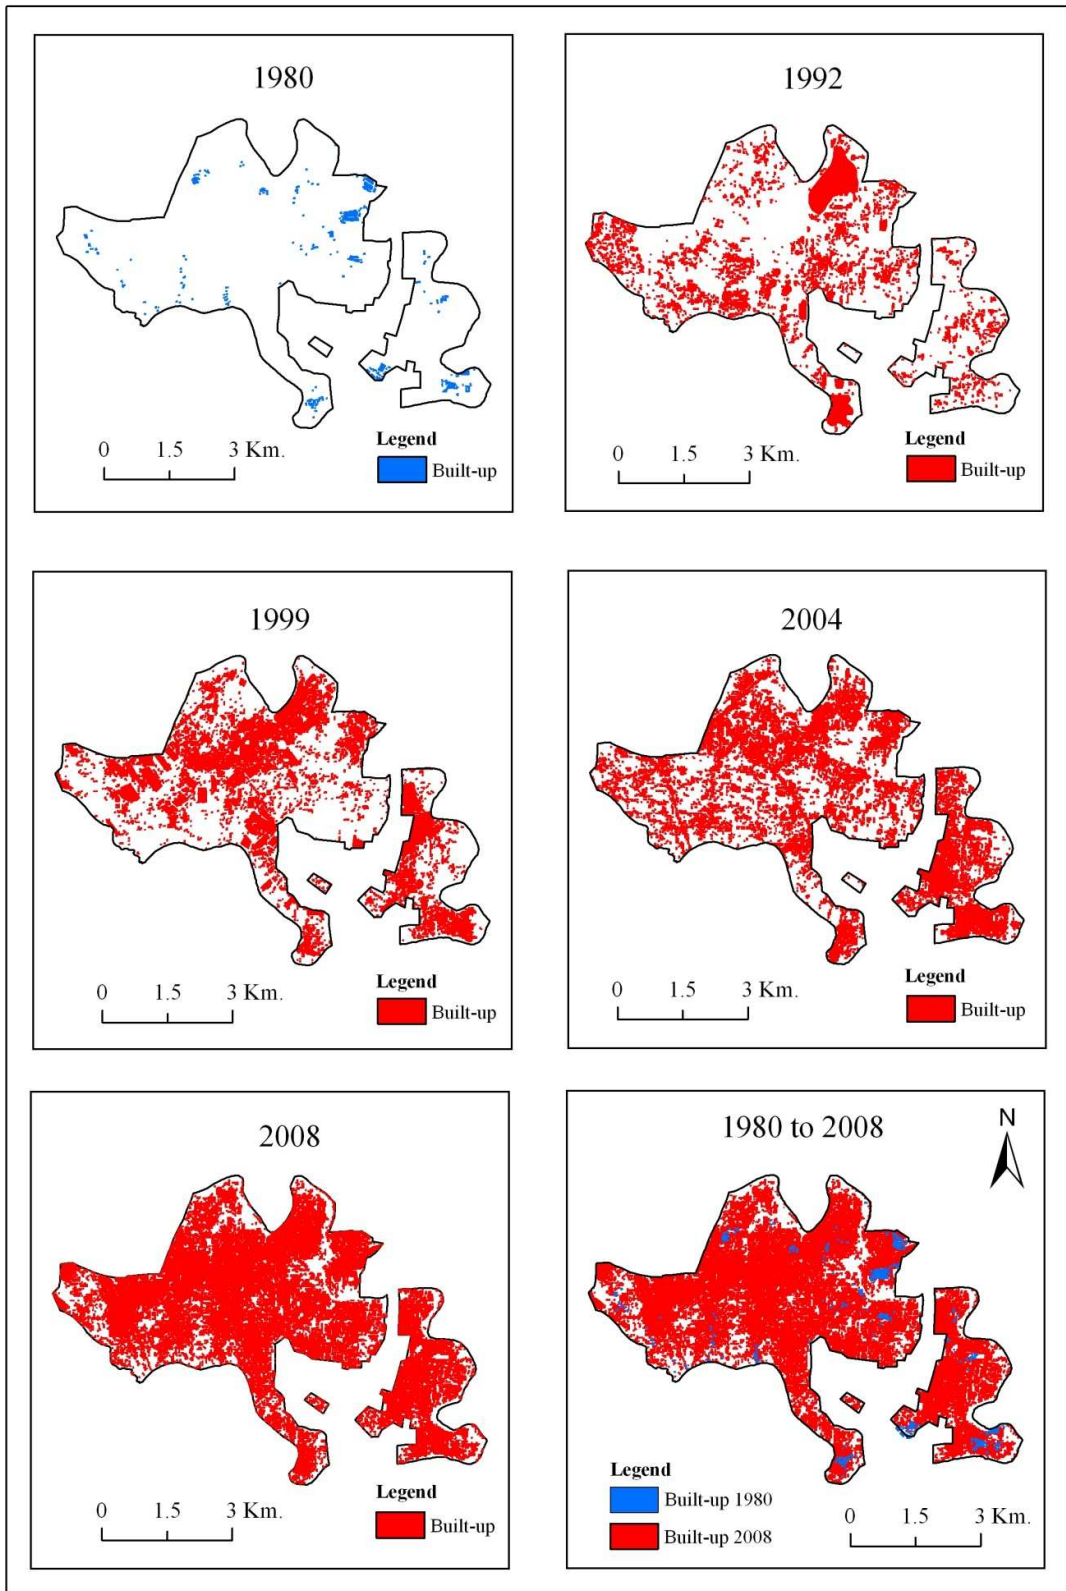 1980
0 1.5 3 Km.
Legend
Built-up
1992
0 1.5 3 Km.
Legend
Built-up
1999
0 1.5 3 Km.
Legend
Built-up
2004
0 1.5 3 Km.
Legend
Built-up
2008
0 1.5 3 Km.
Legend
Built-up
1980 to 2008
N
Legend
Built-up 1980
Built-up 2008
0 1.5 3 Km.